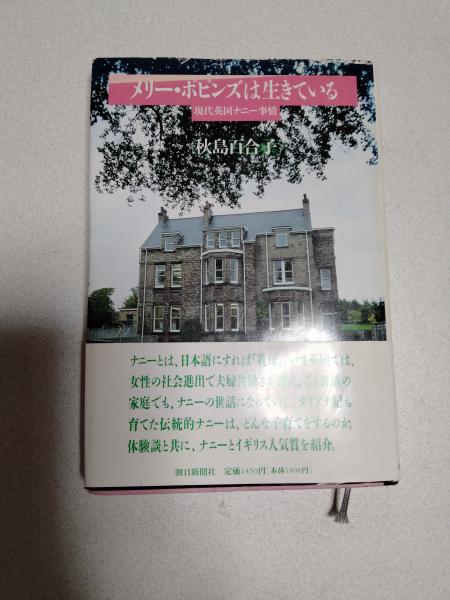 メリー・ポピンズは生きている
現代英国ナニー事情
秋島百合子
ナニーとは、日本語にすれば「乳母」。いま英国では、
女性の社会進出で夫婦共働きが増え、ごく普通の
家庭でも、ナニーの世話になっている。ダイアナ妃も
育てた伝統的ナニーは、どんな子育てをするのか。
体験談と共に、ナニーとイギリス人気質を紹介。
朝日新聞社 定価1450円[本体1408円]